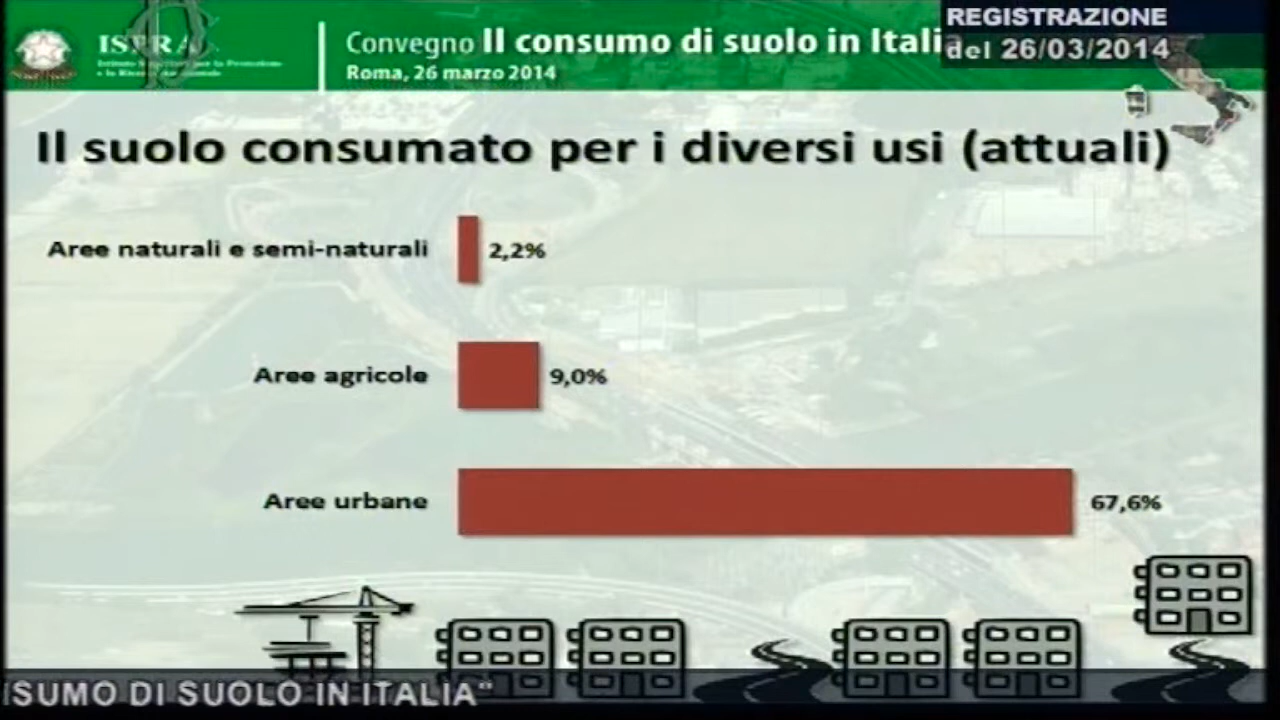 ISPRA
Convegno Il consumo di suolo in Itali
Roma, 26 marzo 2014
REGISTRAZIONE
del 26/03/2014
Il suolo consumato per i diversi usi (attuali)
Aree naturali e semi-naturali 2,2%
Aree agricole 9,0%
Aree urbane 67,6%
SUMO DI SUOLO IN ITALIA"